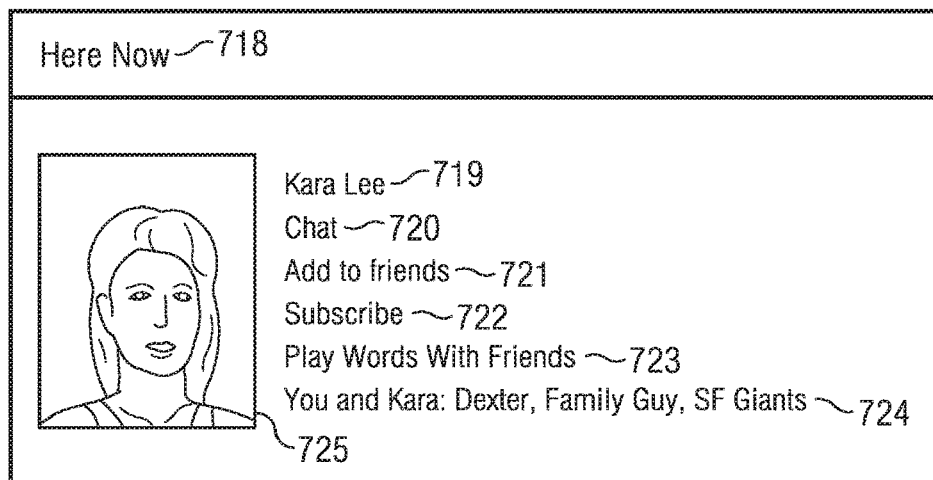 Here Now 718
Kara Lee 719
Chat 720
Add to friends 721
Subscribe 722
Play Words With Friends 723
You and Kara: Dexter, Family Guy, SF Giants 724
725